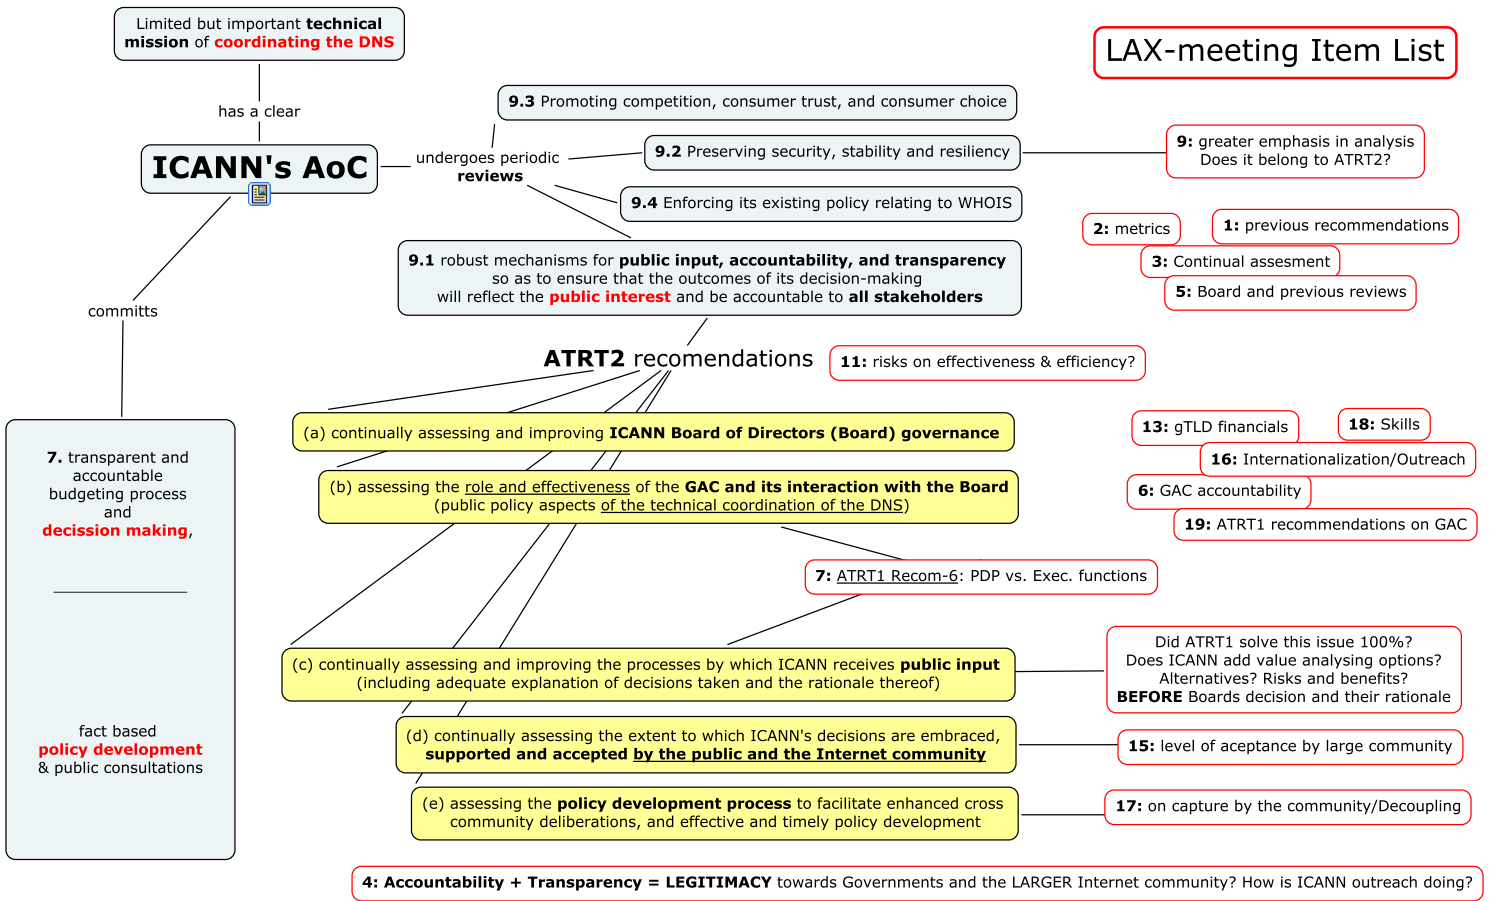 Limited but important technical
mission of coordinating the DNS
LAX-meeting Item List
has a clear
9.3 Promoting competition, consumer trust, and consumer choice
ICANN's AoC
undergoes periodic
reviews
9.2 Preserving security, stability and resiliency
9: greater emphasis in analysis
Does it belong to ATRT2?
9.4 Enforcing its existing policy relating to WHOIS
2: metrics
1: previous recommendations
3: Continual assesment
5: Board and previous reviews
9.1 robust mechanisms for public input, accountability, and transparency
so as to ensure that the outcomes of its decision-making
will reflect the public interest and be accountable to all stakeholders
committs
ATRT2 recomendations
11: risks on effectiveness & efficiency?
(a) continually assessing and improving ICANN Board of Directors (Board) governance
13: gTLD financials
18: Skills
16: Internationalization/Outreach
6: GAC accountability
19: ATRT1 recommendations on GAC
(b) assessing the role and effectiveness of the GAC and its interaction with the Board
(public policy aspects of the technical coordination of the DNS)
7. transparent and
accountable
budgeting process
and
decission making,
fact based
policy development
& public consultations
7: ATRT1 Recom-6: PDP vs. Exec. functions
(c) continually assessing and improving the processes by which ICANN receives public input
(including adequate explanation of decisions taken and the rationale thereof)
Did ATRT1 solve this issue 100%?
Does ICANN add value analysing options?
Alternatives? Risks and benefits?
BEFORE Boards decision and their rationale
(d) continually assessing the extent to which ICANN's decisions are embraced,
supported and accepted by the public and the Internet community
15: level of aceptance by large community
(e) assessing the policy development process to facilitate enhanced cross
community deliberations, and effective and timely policy development
17: on capture by the community/Decoupling
4: Accountability + Transparency = LEGITIMACY towards Governments and the LARGER Internet community? How is ICANN outreach doing?